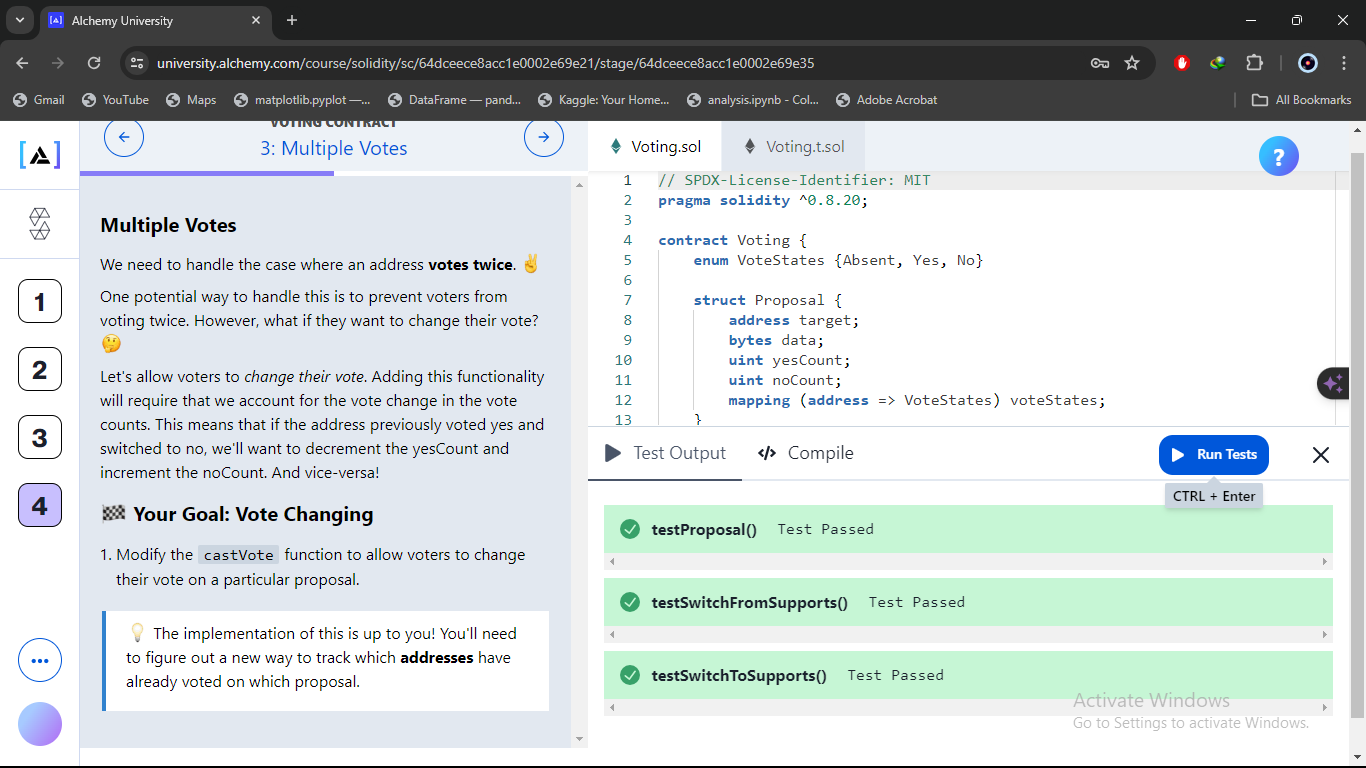 Alchemy University
university.alchemy.com/course/solidity/sc/64dceece8acc1e0002e69e21/stage/64dceece8acc1e0002e69e35
Gmail
YouTube
Maps
matplotlib.pyplot —...
DataFrame — pand...
Kaggle: Your Home...
analysis.ipynb - Col...
Adobe Acrobat
All Bookmarks
VOTING CONTRACT
3: Multiple Votes
1
2
3
4
Multiple Votes
We need to handle the case where an address votes twice. ✌️
One potential way to handle this is to prevent voters from
voting twice. However, what if they want to change their vote?
🤔
Let's allow voters to change their vote. Adding this functionality
will require that we account for the vote change in the vote
counts. This means that if the address previously voted yes and
switched to no, we'll want to decrement the yesCount and
increment the noCount. And vice-versa!
🏁 Your Goal: Vote Changing
1. Modify the castVote function to allow voters to change
their vote on a particular proposal.
💡 The implementation of this is up to you! You'll need
to figure out a new way to track which addresses have
already voted on which proposal.
Voting.sol
Voting.t.sol
?
1 // SPDX-License-Identifier: MIT
2 pragma solidity ^0.8.20;
3
4 contract Voting {
5 enum VoteStates {Absent, Yes, No}
6
7 struct Proposal {
8 address target;
9 bytes data;
10 uint yesCount;
11 uint noCount;
12 mapping (address => VoteStates) voteStates;
13 }
Test Output
</> Compile
Run Tests
CTRL + Enter
testProposal() Test Passed
testSwitchFromSupports() Test Passed
testSwitchToSupports() Test Passed
Activate Windows
Go to Settings to activate Windows.